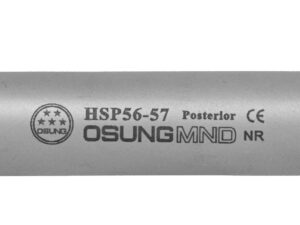 HSP56-57 Posterior CE
OSUNG OSUNGMND NR